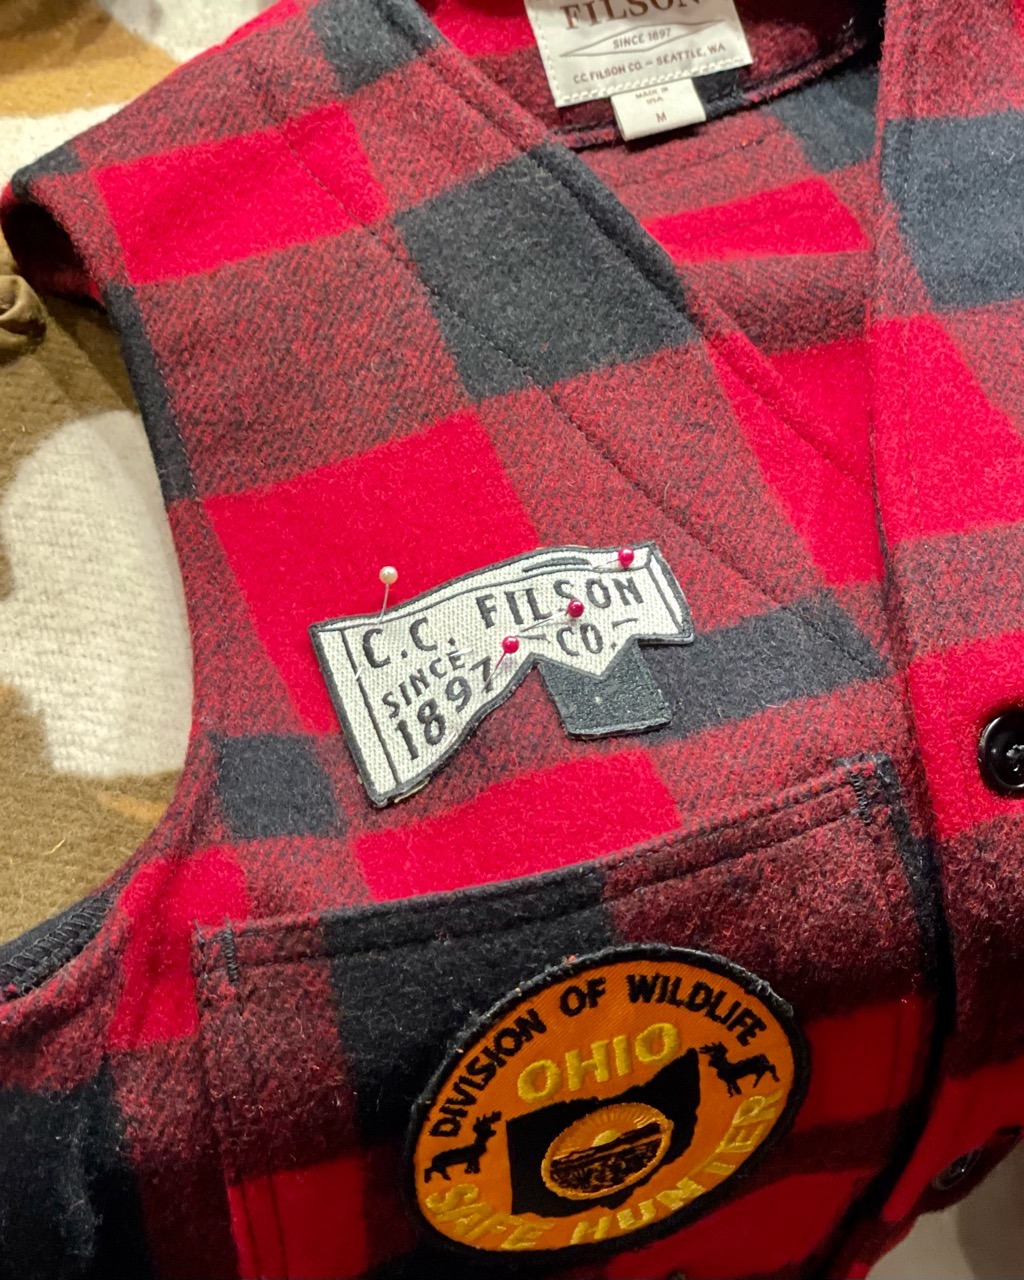 FILSON
SINCE 1897
C.C. FILSON CO. – SEATTLE, WA
MADE IN
USA
M
C.C. FILSON
SINCE –CO.–
1897
DIVISION OF WILDLIFE
OHIO
SAFE HUNTER